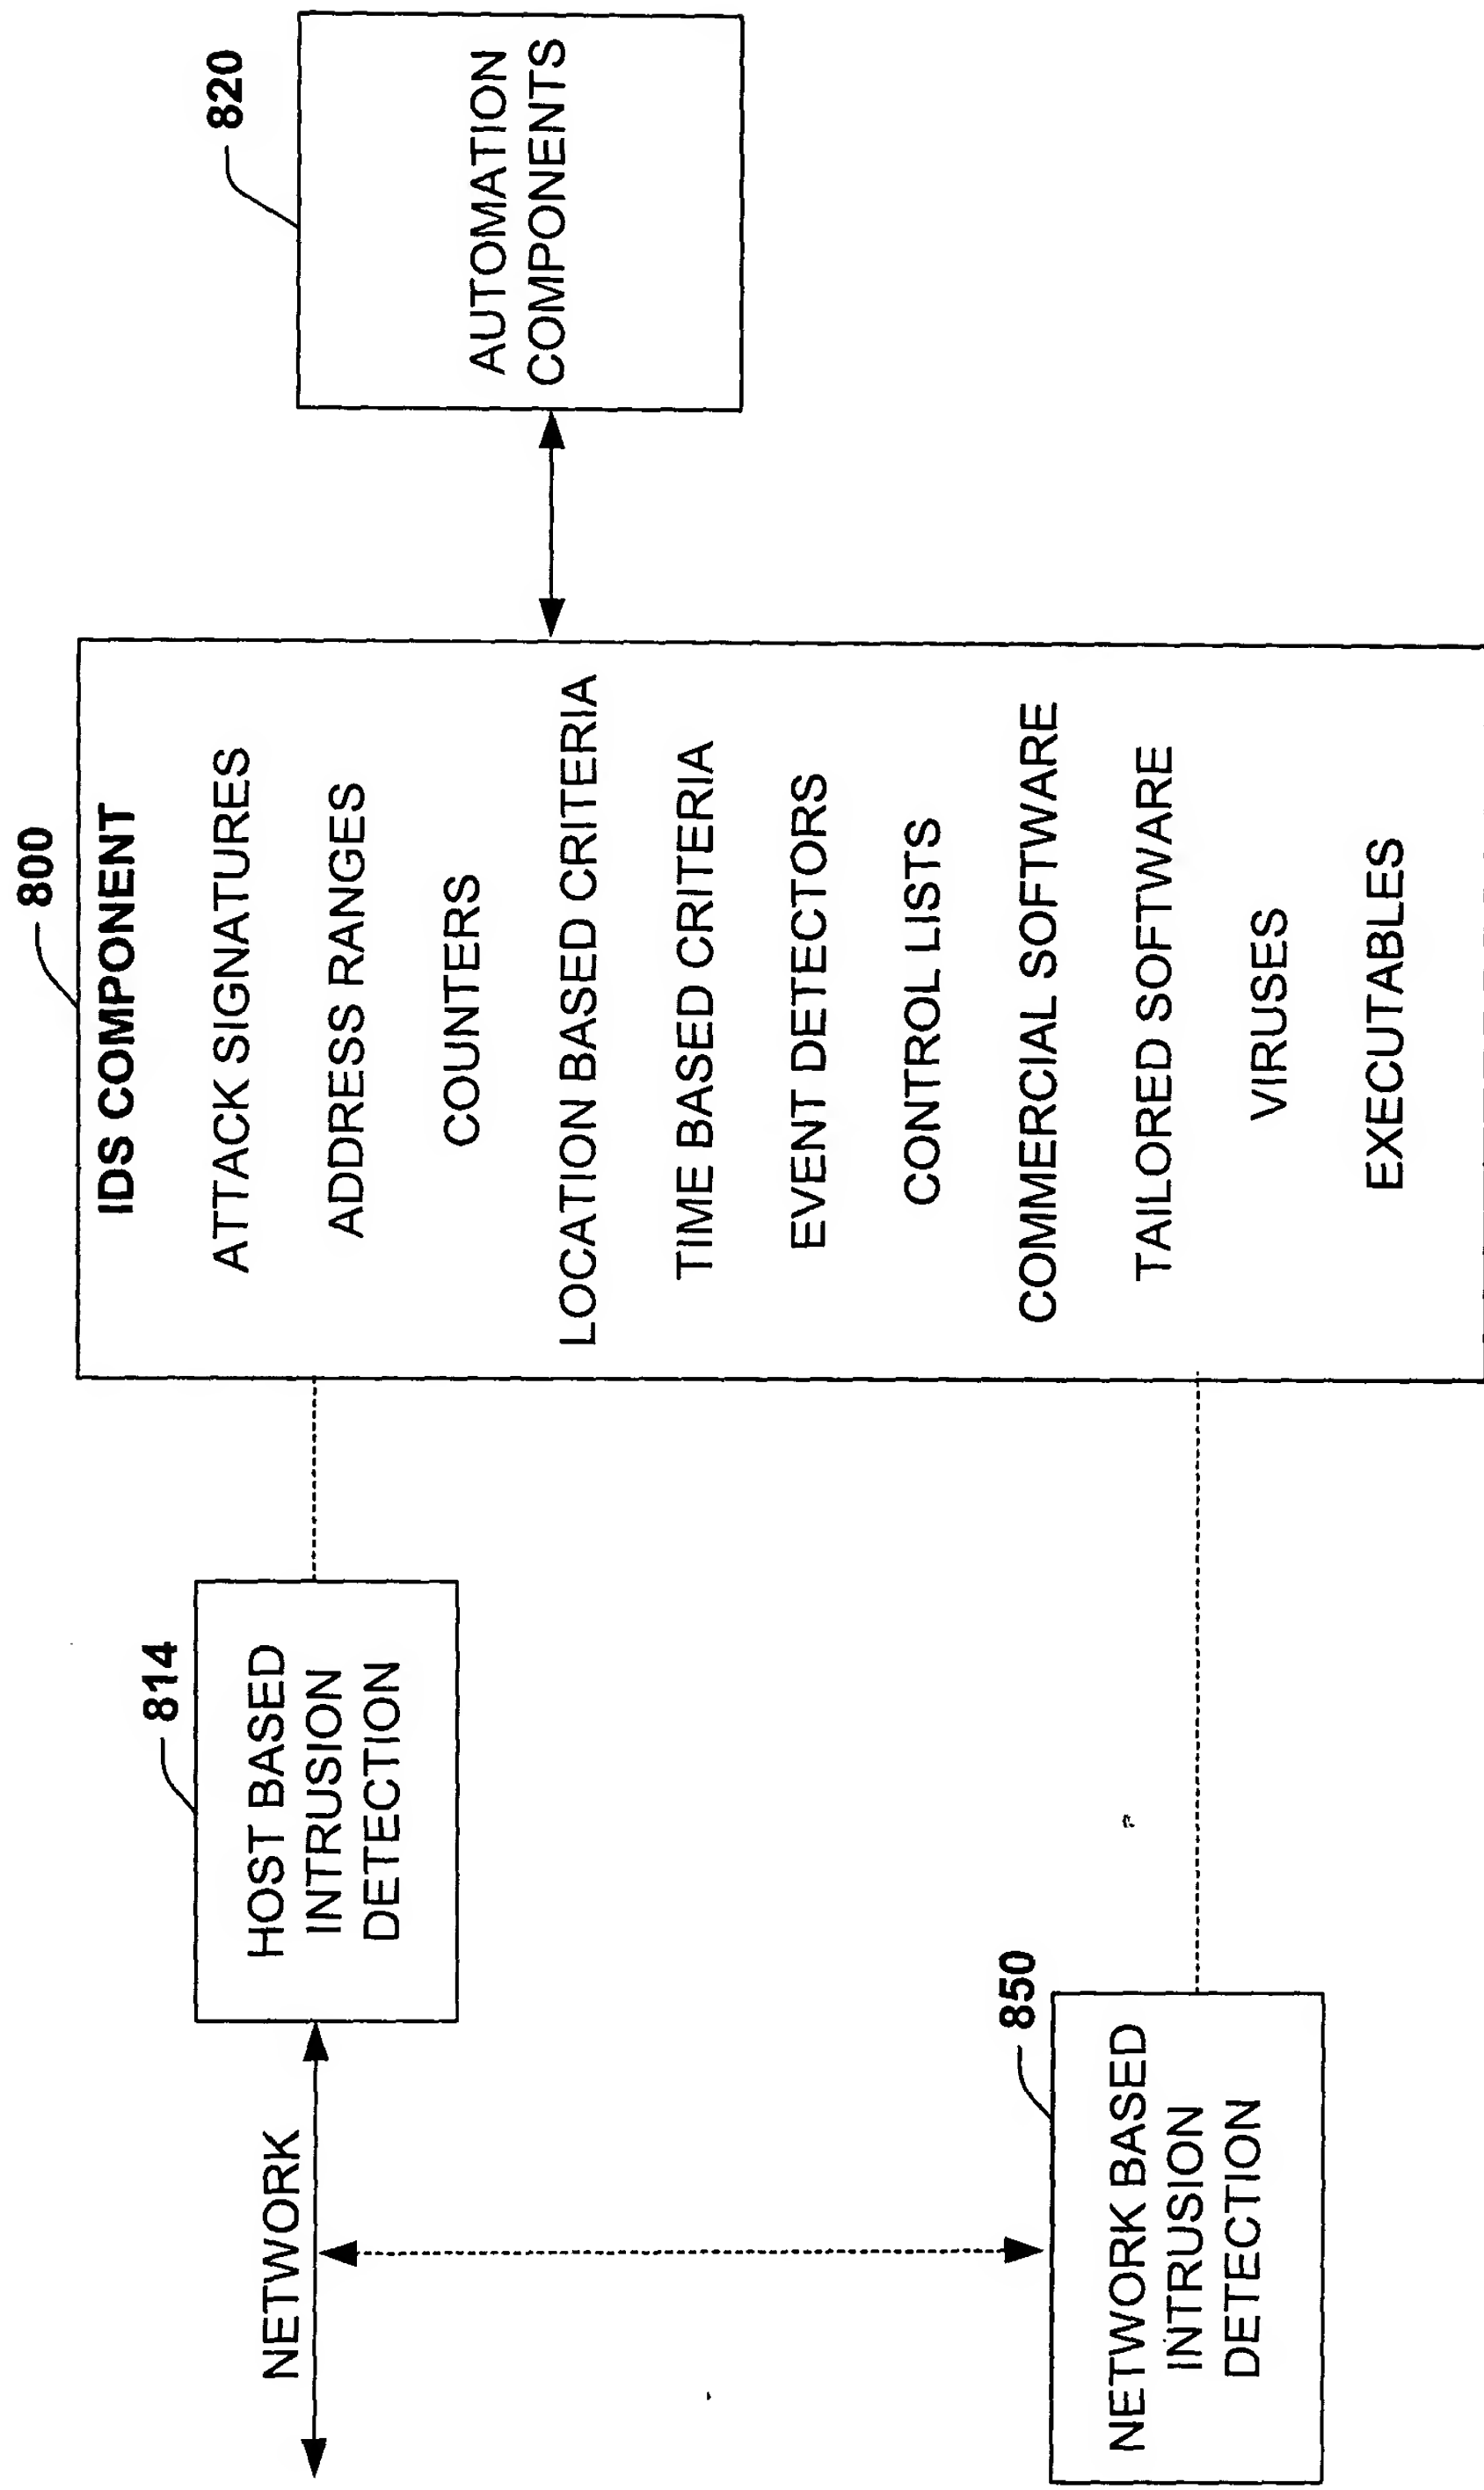 800
IDS COMPONENT
ATTACK SIGNATURES
ADDRESS RANGES
COUNTERS
LOCATION BASED CRITERIA
TIME BASED CRITERIA
EVENT DETECTORS
CONTROL LISTS
COMMERCIAL SOFTWARE
TAILORED SOFTWARE
VIRUSES
EXECUTABLES
814
HOST BASED
INTRUSION
DETECTION
NETWORK
820
AUTOMATION
COMPONENTS
850
NETWORK BASED
INTRUSION
DETECTION